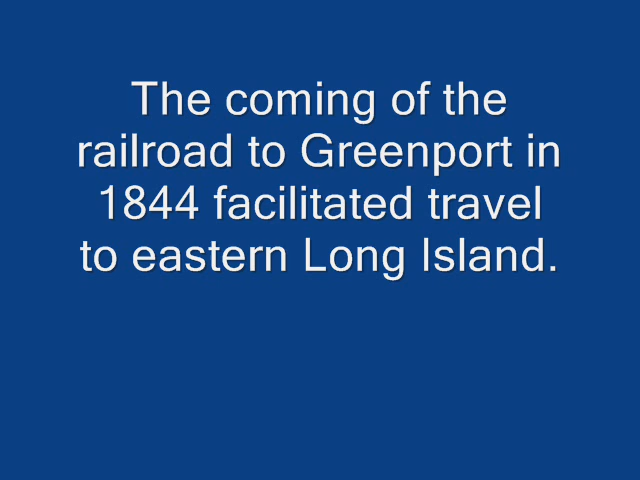 The coming of the
railroad to Greenport in
1844 facilitated travel
to eastern Long Island.